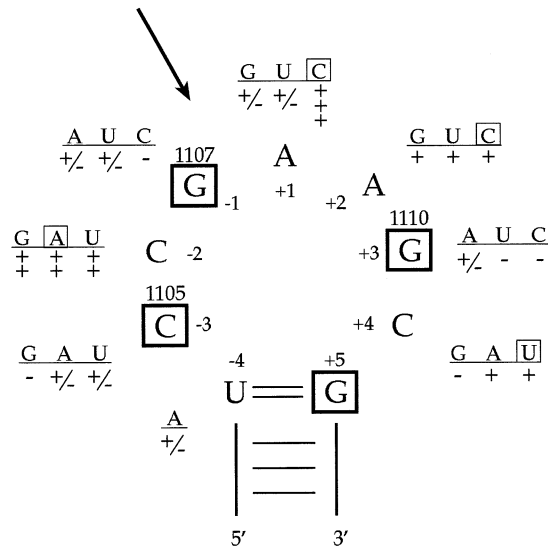 G U C
+/- +/- +
+
+
A U C
+/- +/- -
1107
G
-1
A
+1
+2
A
G U C
+ + +
G A U
+ + +
+ + +
C
-2
+3
1110
G
A U C
+/- - -
1105
C
-3
+4
C
G A U
- +/- +/-
-4
+5
U
G
G A U
- + +
A
+/-
5' 3'